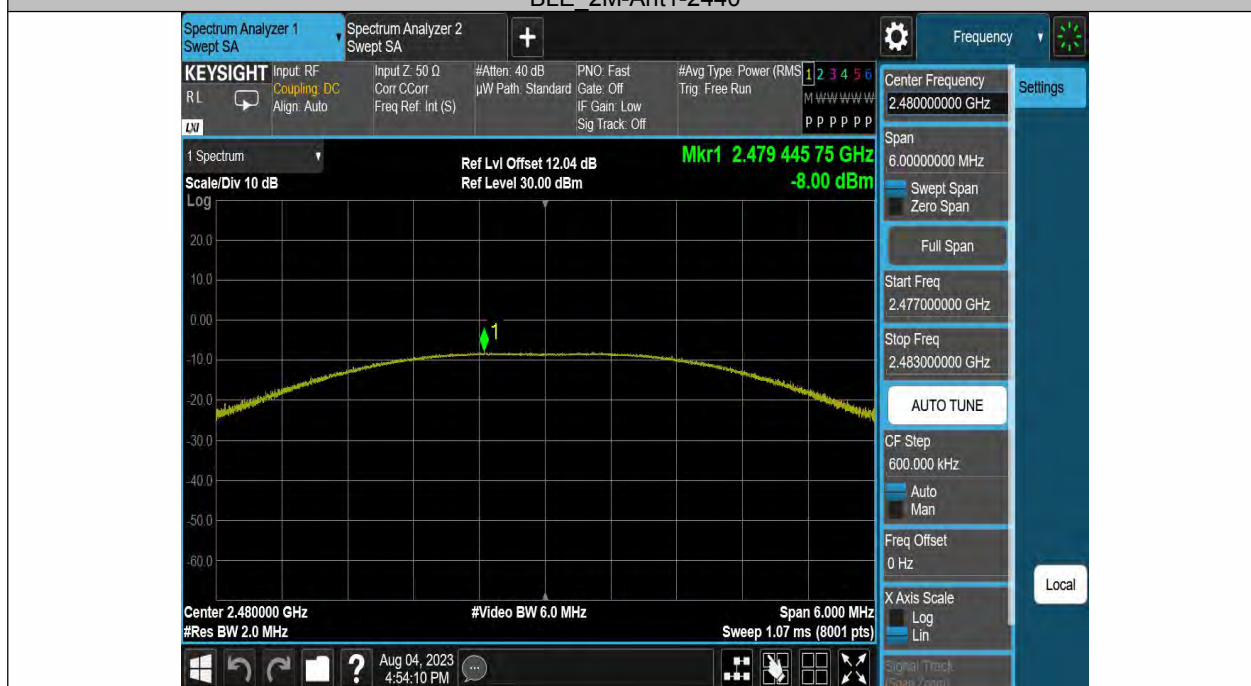 BLE_2M-Ant1-2440
Spectrum Analyzer 1
Swept SA
Spectrum Analyzer 2
Swept SA
+
Frequency
KEYSIGHT
RL
LXI
Input: RF
Coupling: DC
Align: Auto
Input Z: 50 Ω
Corr CCorr
Freq Ref: Int (S)
#Atten: 40 dB
µW Path: Standard
PNO: Fast
Gate: Off
IF Gain: Low
Sig Track: Off
#Avg Type: Power (RMS
Trig: Free Run
1 2 3 4 5 6
M W W W W W
P P P P P P
Settings
Center Frequency
2.480000000 GHz
Span
6.00000000 MHz
Swept Span
Zero Span
Full Span
Start Freq
2.477000000 GHz
Stop Freq
2.483000000 GHz
AUTO TUNE
CF Step
600.000 kHz
Auto
Man
Freq Offset
0 Hz
X Axis Scale
Log
Lin
Signal Track
(Span Zoom)
Local
1 Spectrum
Scale/Div 10 dB
Log
Ref Lvl Offset 12.04 dB
Ref Level 30.00 dBm
Mkr1 2.479 445 75 GHz
-8.00 dBm
20.0
10.0
0.00
1
-10.0
-20.0
-30.0
-40.0
-50.0
-60.0
Center 2.480000 GHz
#Res BW 2.0 MHz
#Video BW 6.0 MHz
Span 6.000 MHz
Sweep 1.07 ms (8001 pts)
?
Aug 04, 2023
4:54:10 PM